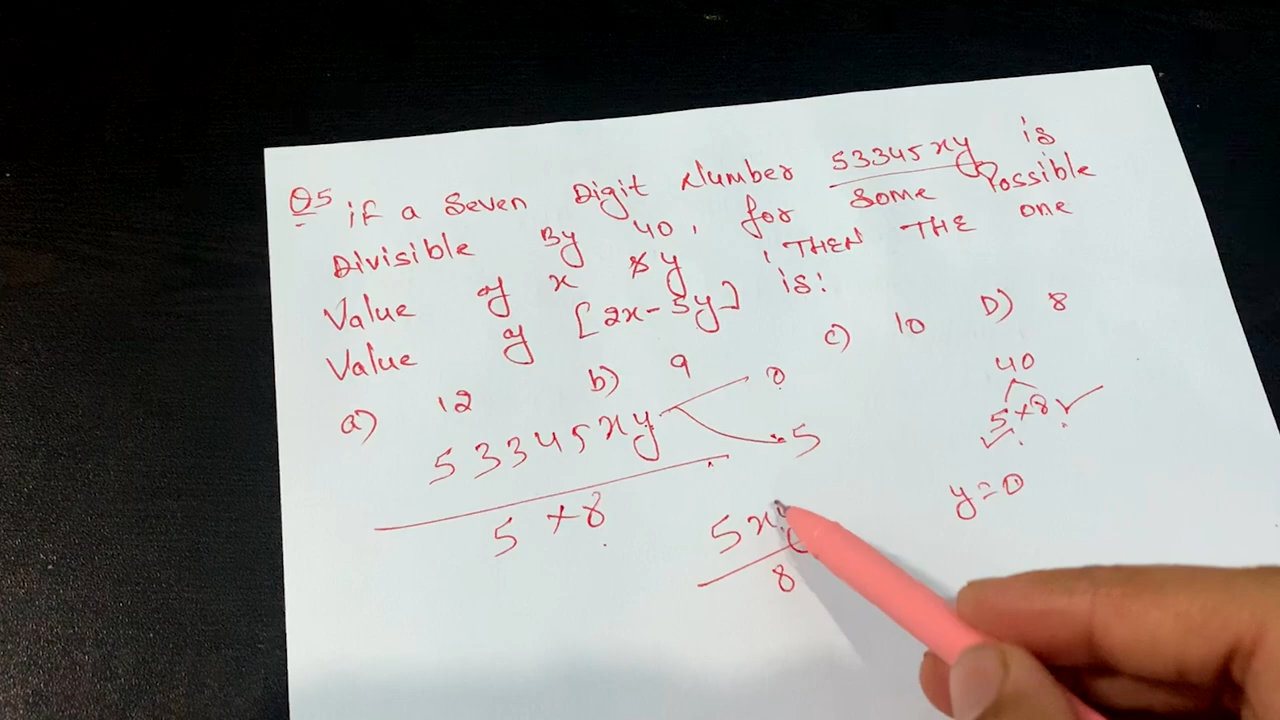 Q5 if a Seven Digit Number 53345xy is
Divisible By 40, for some Possible
Value of x & y , THEN THE one
Value of [2x-5y] is:
a) 12 b) 9 c) 10 D) 8
53345xy 0
5
5 × 8
40
5×8 ✓
✓
y=0
5x
8